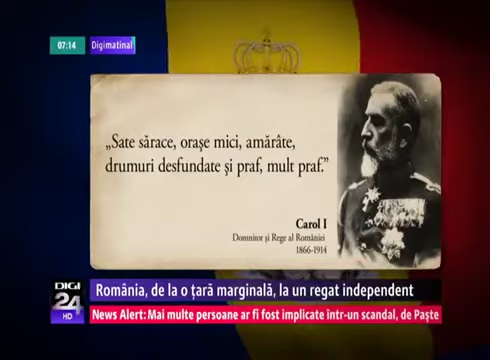 07:14 Digimatinal
„Sate sărace, orașe mici, amărâte,
drumuri desfundate și praf, mult praf.”
Carol I
Domnitor și Rege al României
1866-1914
DIGI
24
HD
România, de la o țară marginală, la un regat independent
News Alert: Mai multe persoane ar fi fost implicate într-un scandal, de Paște